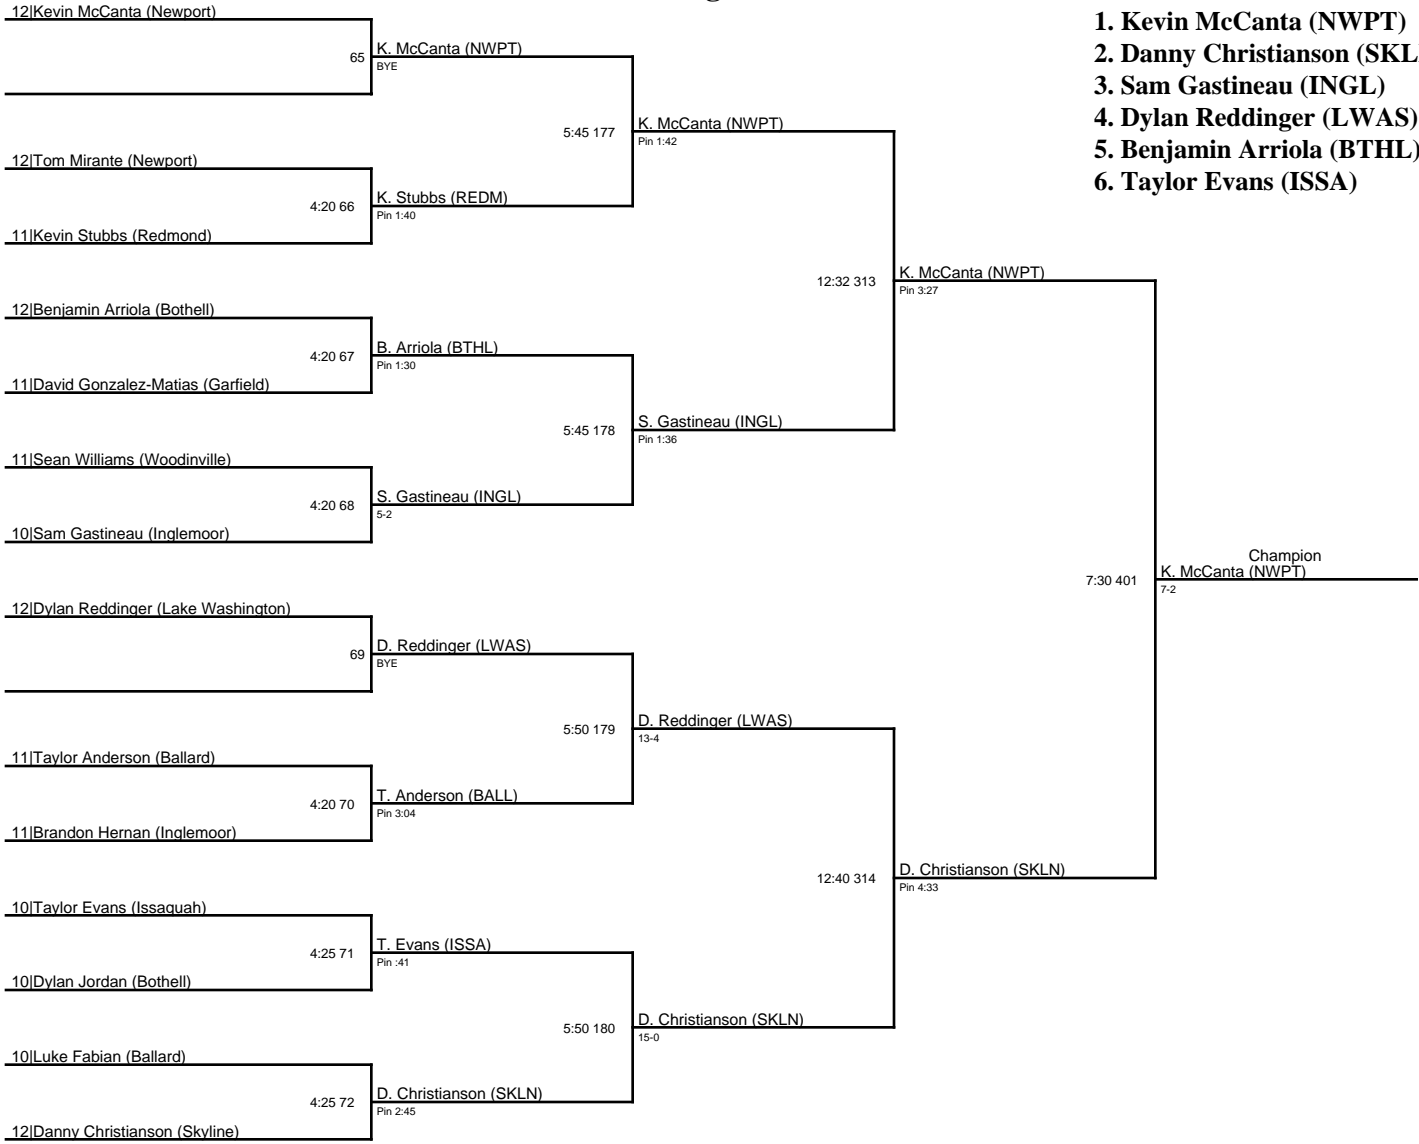 g
12|Kevin McCanta (Newport)
1. Kevin McCanta (NWPT)
2. Danny Christianson (SKL
3. Sam Gastineau (INGL)
4. Dylan Reddinger (LWAS)
5. Benjamin Arriola (BTHL)
6. Taylor Evans (ISSA)
65
K. McCanta (NWPT)
BYE
5:45 177
K. McCanta (NWPT)
Pin 1:42
12|Tom Mirante (Newport)
4:20 66
K. Stubbs (REDM)
Pin 1:40
11|Kevin Stubbs (Redmond)
12:32 313
K. McCanta (NWPT)
Pin 3:27
12|Benjamin Arriola (Bothell)
4:20 67
B. Arriola (BTHL)
Pin 1:30
11|David Gonzalez-Matias (Garfield)
5:45 178
S. Gastineau (INGL)
Pin 1:36
11|Sean Williams (Woodinville)
4:20 68
S. Gastineau (INGL)
5-2
10|Sam Gastineau (Inglemoor)
Champion
7:30 401
K. McCanta (NWPT)
7-2
12|Dylan Reddinger (Lake Washington)
69
D. Reddinger (LWAS)
BYE
5:50 179
D. Reddinger (LWAS)
13-4
11|Taylor Anderson (Ballard)
4:20 70
T. Anderson (BALL)
Pin 3:04
11|Brandon Hernan (Inglemoor)
12:40 314
D. Christianson (SKLN)
Pin 4:33
10|Taylor Evans (Issaquah)
4:25 71
T. Evans (ISSA)
Pin :41
10|Dylan Jordan (Bothell)
5:50 180
D. Christianson (SKLN)
15-0
10|Luke Fabian (Ballard)
4:25 72
D. Christianson (SKLN)
Pin 2:45
12|Danny Christianson (Skyline)